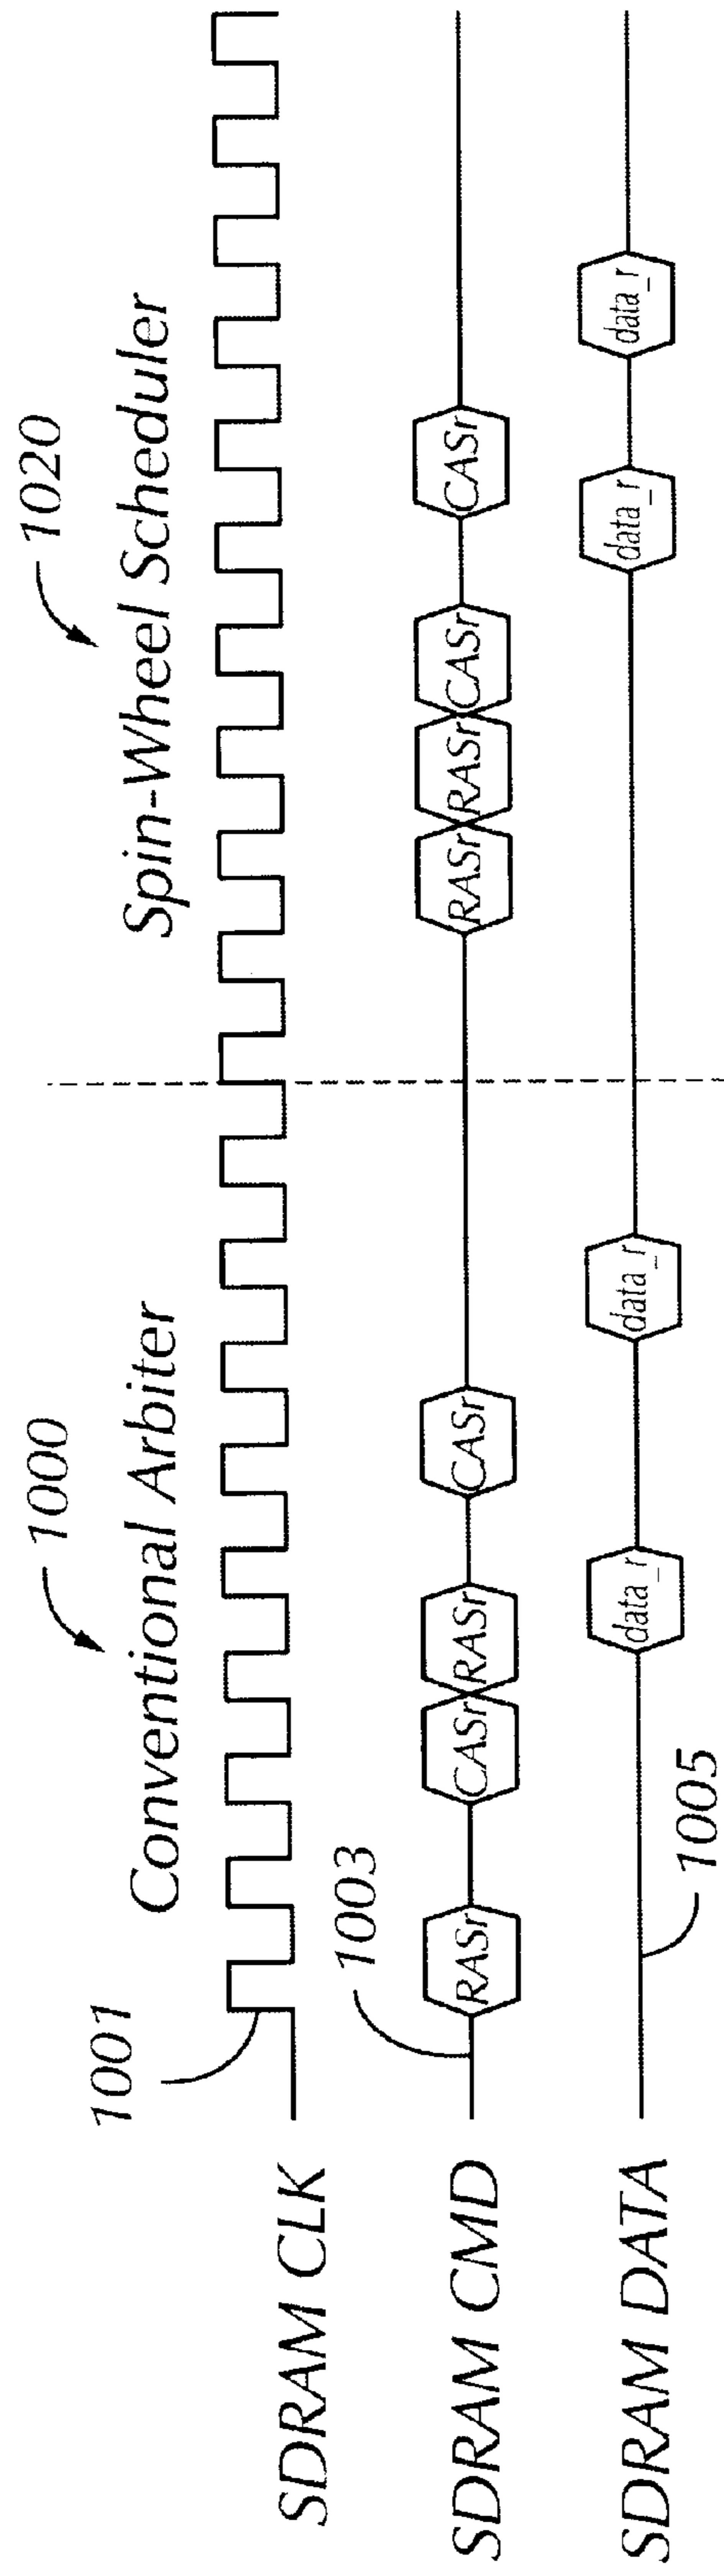 1000
1020
Conventional Arbiter
Spin-Wheel Scheduler
1001
SDRAM CLK
1003
SDRAM CMD
RASr
CASr
RASr
CASr
RASr
RASr
CASr
CASr
SDRAM DATA
data_r
data_r
data_r
data_r
1005